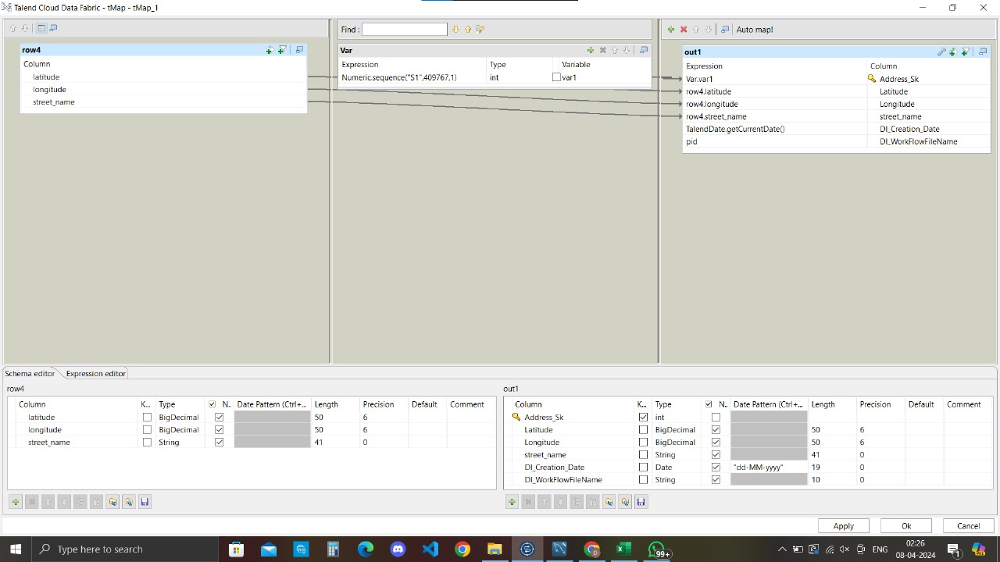 Talend Cloud Data Fabric - tMap - tMap_1
Find :
Auto map!
row4
Column
latitude
longitude
street_name
Var
Expression Type Variable
Numeric.sequence("S1",409767,1) int var1
out1
Expression Column
Var.var1 Address_Sk
row4.latitude Latitude
row4.longitude Longitude
row4.street_name street_name
TalendDate.getCurrentDate() DI_Creation_Date
pid DI_WorkFlowFileName
Schema editor Expression editor
row4
Column K... Type N.. Date Pattern (Ctrl+... Length Precision Default Comment
latitude BigDecimal 50 6
longitude BigDecimal 50 6
street_name String 41 0
out1
Column K... Type N.. Date Pattern (Ctrl+... Length Precision Default Comment
Address_Sk int
Latitude BigDecimal 50 6
Longitude BigDecimal 50 6
street_name String 41 0
DI_Creation_Date Date "dd-MM-yyyy" 19 0
DI_WorkFlowFileName String 10 0
Apply Ok Cancel
Type here to search
99+
ENG
02:26
08-04-2024
1